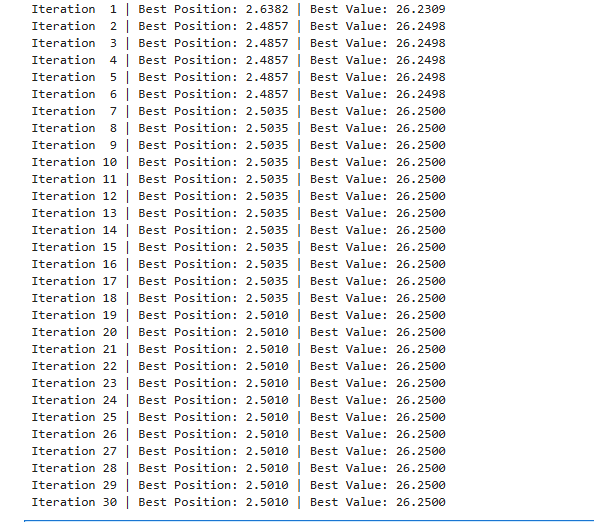 Iteration  1 | Best Position: 2.6382 | Best Value: 26.2309
Iteration  2 | Best Position: 2.4857 | Best Value: 26.2498
Iteration  3 | Best Position: 2.4857 | Best Value: 26.2498
Iteration  4 | Best Position: 2.4857 | Best Value: 26.2498
Iteration  5 | Best Position: 2.4857 | Best Value: 26.2498
Iteration  6 | Best Position: 2.4857 | Best Value: 26.2498
Iteration  7 | Best Position: 2.5035 | Best Value: 26.2500
Iteration  8 | Best Position: 2.5035 | Best Value: 26.2500
Iteration  9 | Best Position: 2.5035 | Best Value: 26.2500
Iteration 10 | Best Position: 2.5035 | Best Value: 26.2500
Iteration 11 | Best Position: 2.5035 | Best Value: 26.2500
Iteration 12 | Best Position: 2.5035 | Best Value: 26.2500
Iteration 13 | Best Position: 2.5035 | Best Value: 26.2500
Iteration 14 | Best Position: 2.5035 | Best Value: 26.2500
Iteration 15 | Best Position: 2.5035 | Best Value: 26.2500
Iteration 16 | Best Position: 2.5035 | Best Value: 26.2500
Iteration 17 | Best Position: 2.5035 | Best Value: 26.2500
Iteration 18 | Best Position: 2.5035 | Best Value: 26.2500
Iteration 19 | Best Position: 2.5010 | Best Value: 26.2500
Iteration 20 | Best Position: 2.5010 | Best Value: 26.2500
Iteration 21 | Best Position: 2.5010 | Best Value: 26.2500
Iteration 22 | Best Position: 2.5010 | Best Value: 26.2500
Iteration 23 | Best Position: 2.5010 | Best Value: 26.2500
Iteration 24 | Best Position: 2.5010 | Best Value: 26.2500
Iteration 25 | Best Position: 2.5010 | Best Value: 26.2500
Iteration 26 | Best Position: 2.5010 | Best Value: 26.2500
Iteration 27 | Best Position: 2.5010 | Best Value: 26.2500
Iteration 28 | Best Position: 2.5010 | Best Value: 26.2500
Iteration 29 | Best Position: 2.5010 | Best Value: 26.2500
Iteration 30 | Best Position: 2.5010 | Best Value: 26.2500